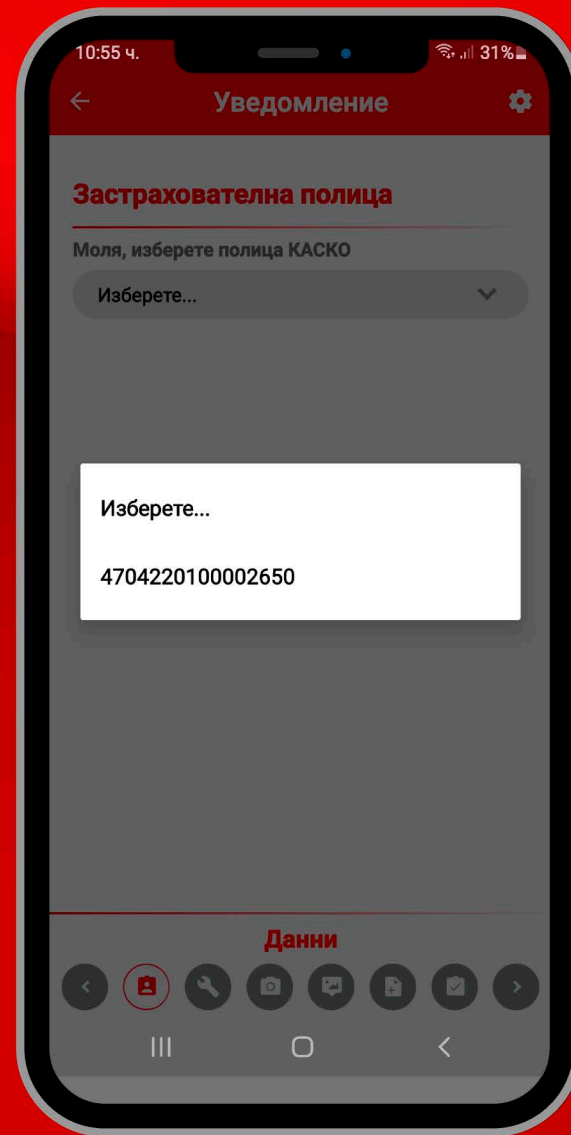 10:55 ч.
31%
Уведомление
Застрахователна полица
Моля, изберете полица КАСКО
Изберете...
Изберете...
4704220100002650
Данни